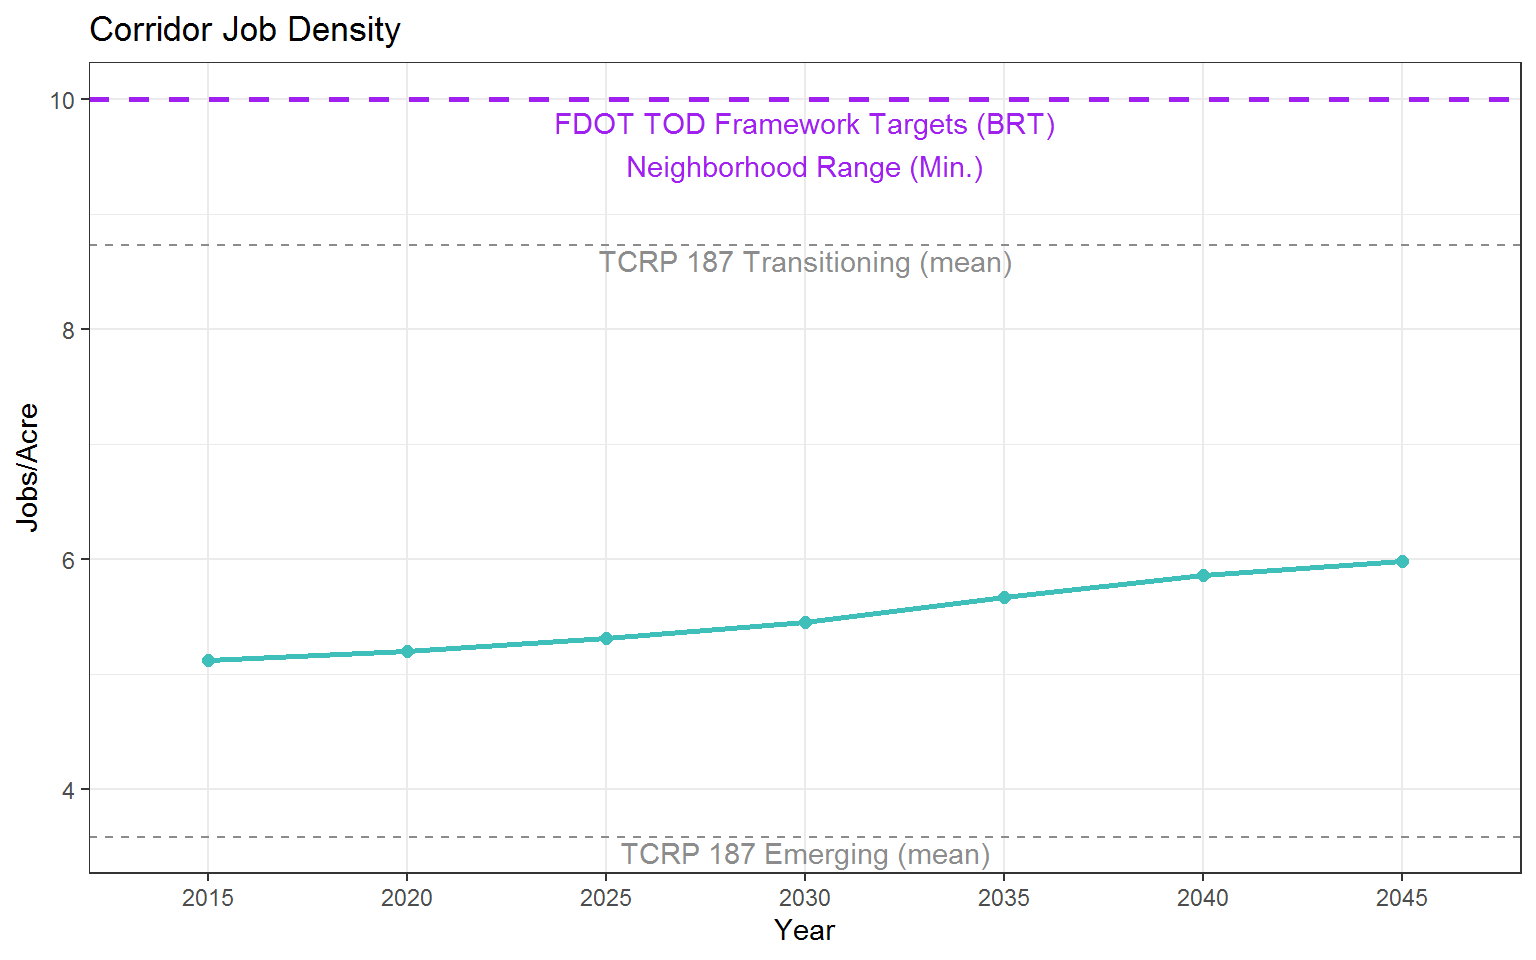 Corridor Job Density
10
FDOT TOD Framework Targets (BRT)
Neighborhood Range (Min.)
TCRP 187 Transitioning (mean)
8
Jobs/Acre
6
4
TCRP 187 Emerging (mean)
2015 2020 2025 2030 2035 2040 2045
Year